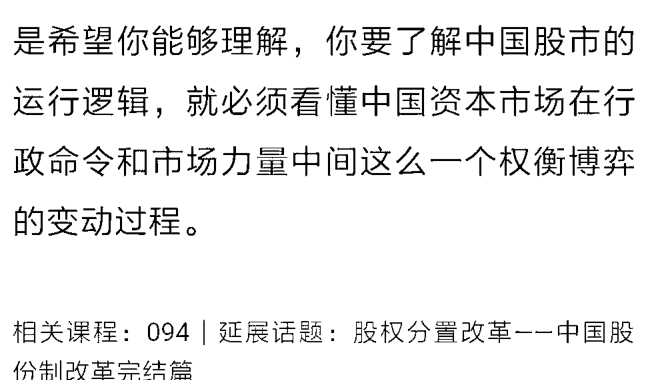 是希望你能够理解，你要了解中国股市的
运行逻辑，就必须看懂中国资本市场在行
政命令和市场力量中间这么一个权衡博弈
的变动过程。
相关课程：094｜延展话题：股权分置改革——中国股
份制改革完结篇